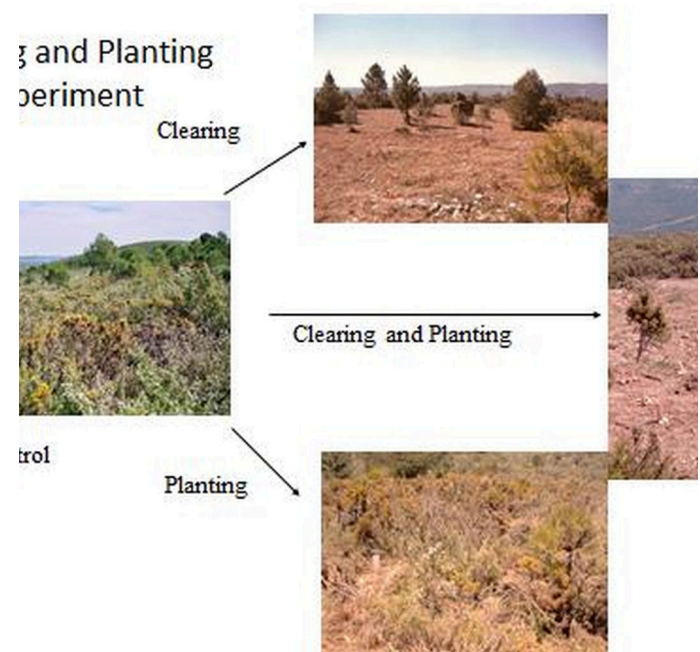 g and Planting
periment
Clearing
Clearing and Planting
trol
Planting